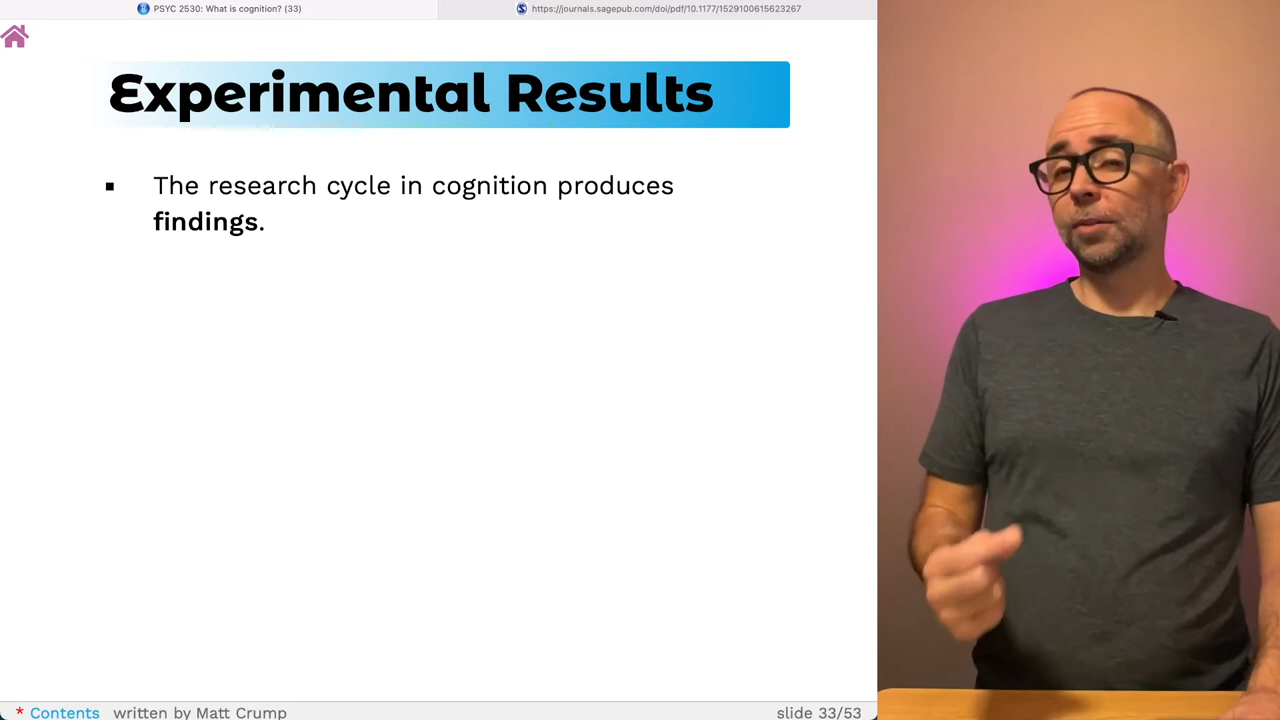 PSYC 2530: What is cognition? (33)
https://journals.sagepub.com/doi/pdf/10.1177/1529100615623267
Experimental Results
▪ The research cycle in cognition produces
findings.
* Contents written by Matt Crump
slide 33/53